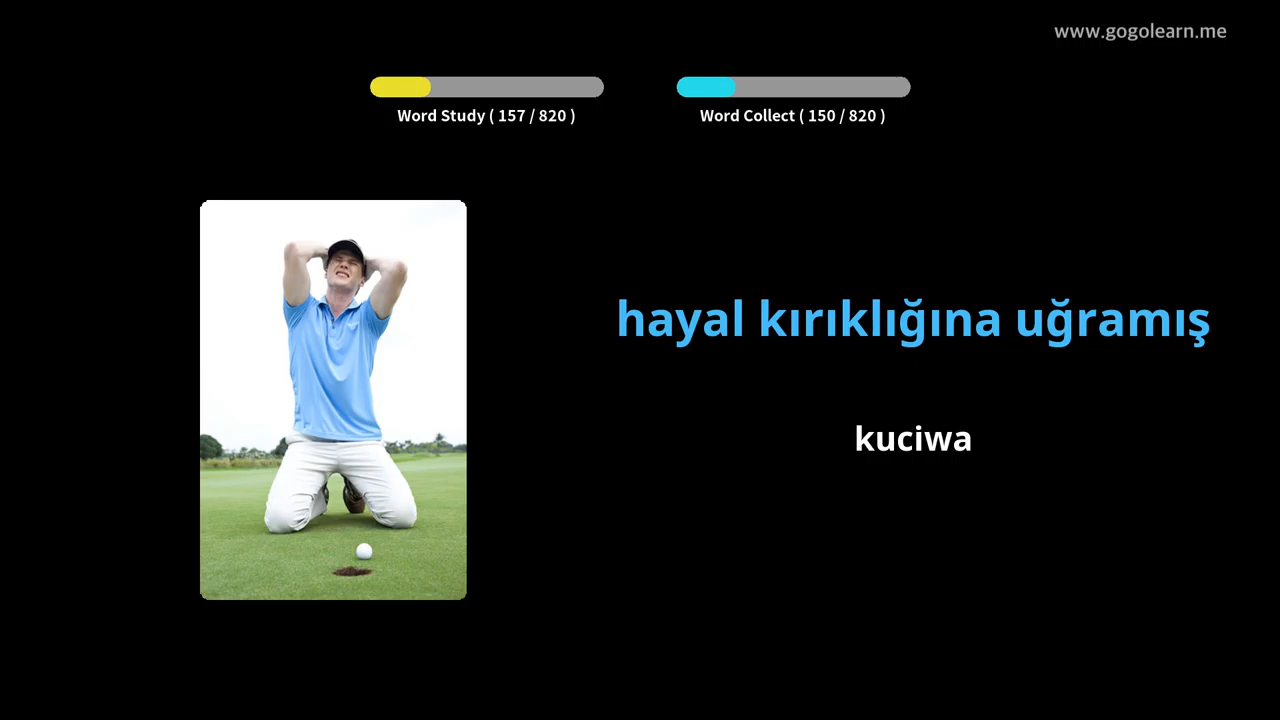 www.gogolearn.me
Word Study ( 157 / 820 )
Word Collect ( 150 / 820 )
hayal kırıklığına uğramış
kuciwa